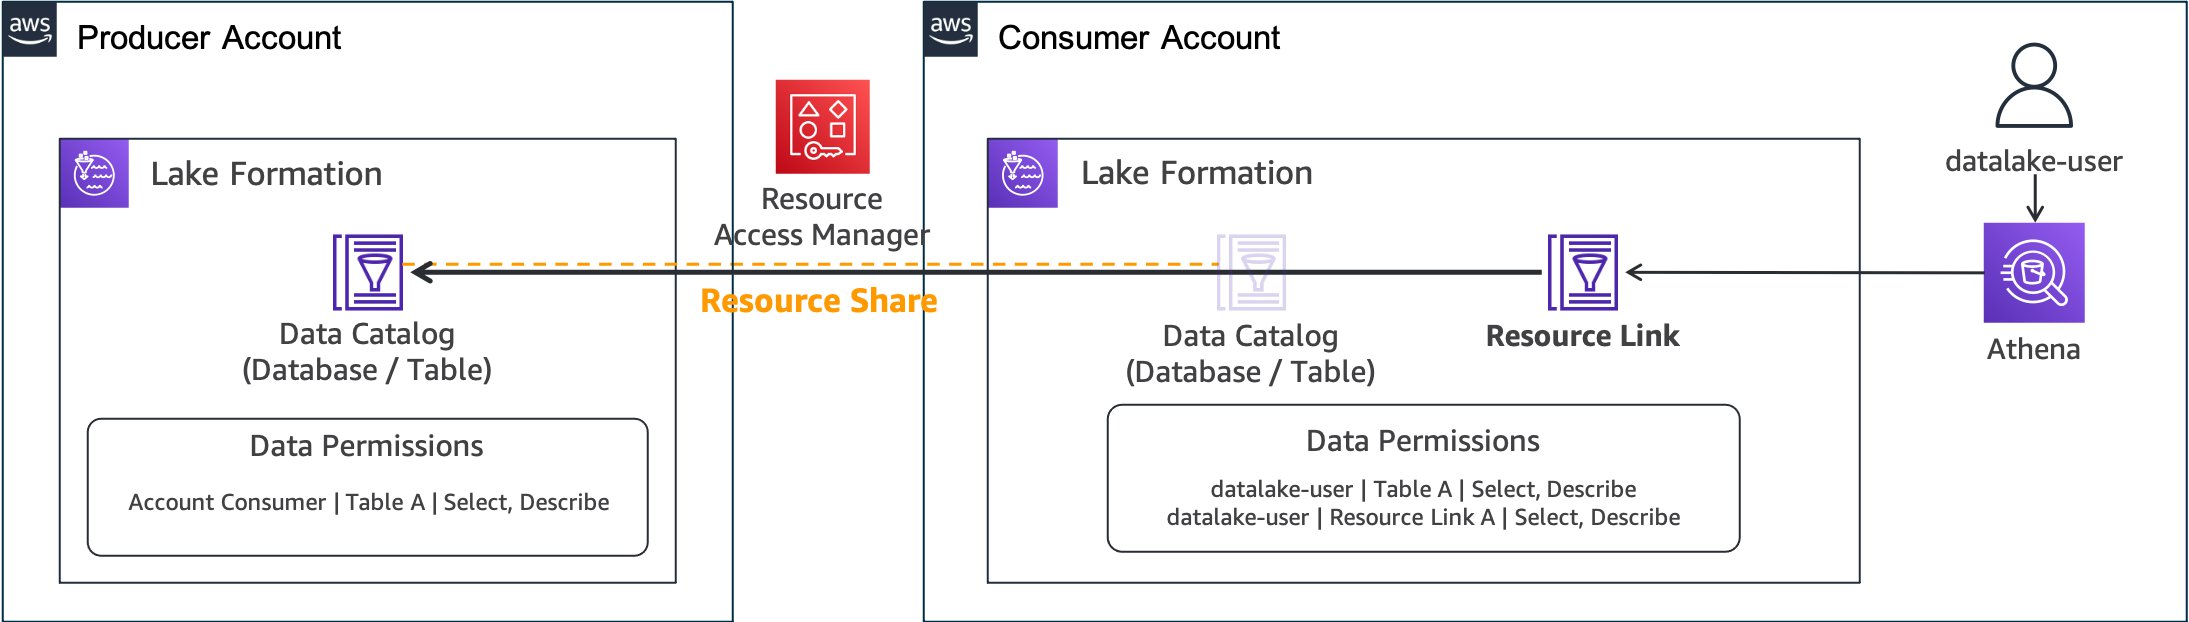 aws
Producer Account
Lake Formation
Data Catalog
(Database / Table)
Data Permissions
Account Consumer | Table A | Select, Describe
Resource
Access Manager
Resource Share
aws
Consumer Account
Lake Formation
Data Catalog
(Database / Table)
Resource Link
Data Permissions
datalake-user | Table A | Select, Describe
datalake-user | Resource Link A | Select, Describe
datalake-user
Athena